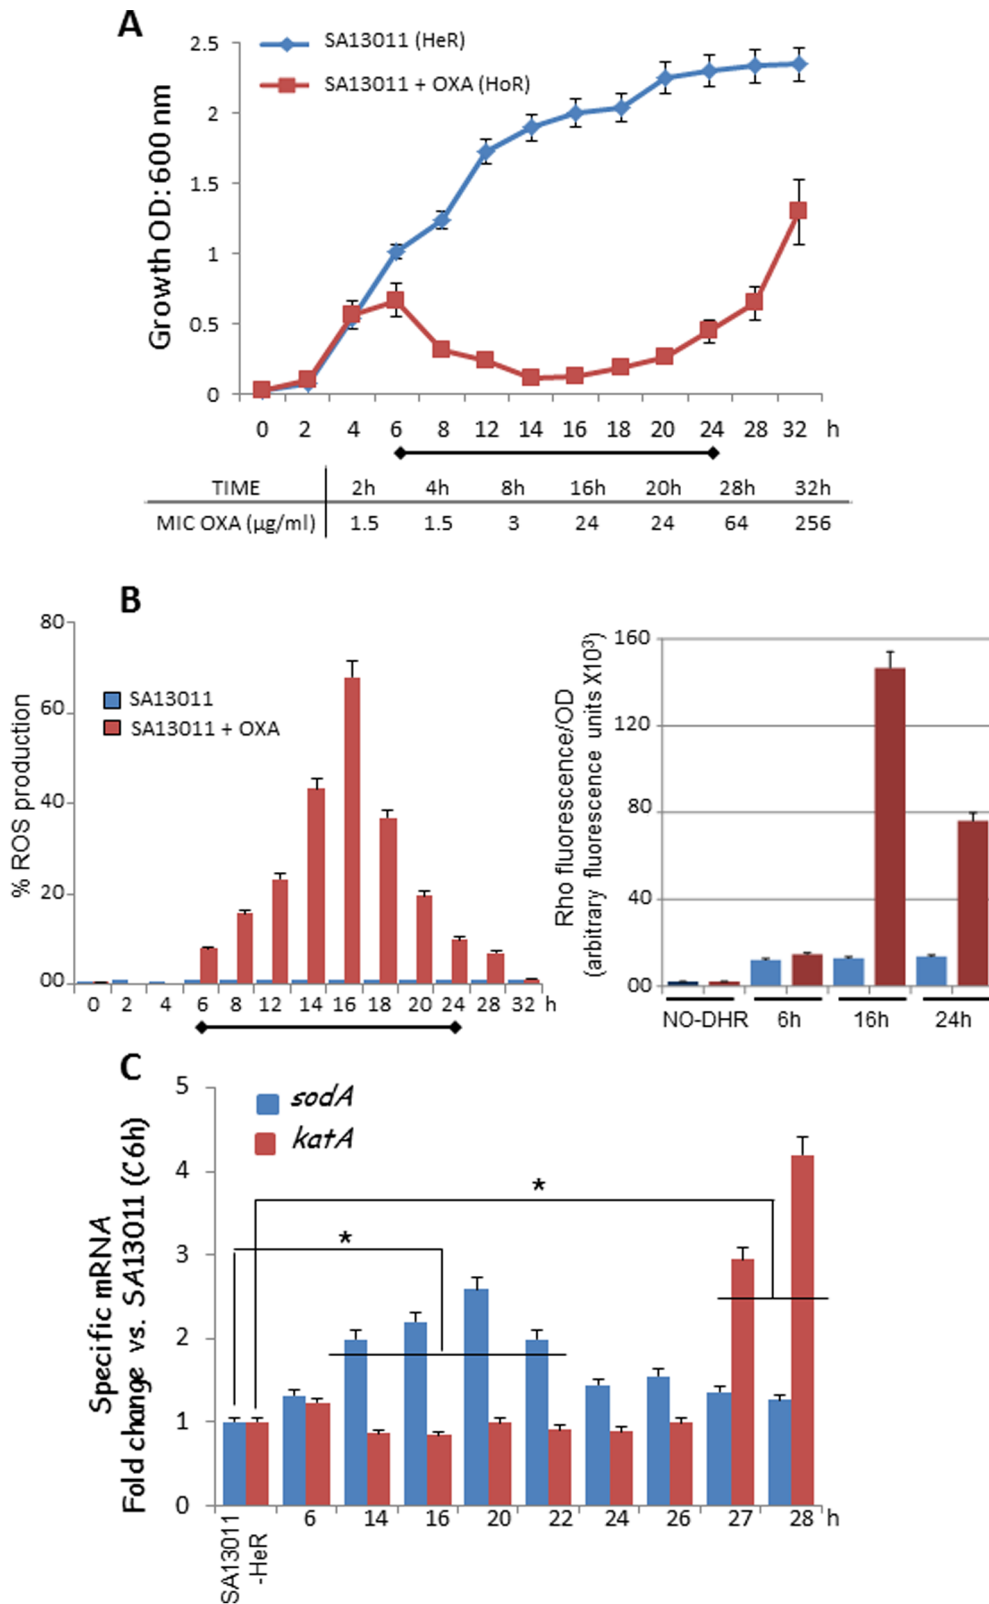 A
SA13011 (HeR)
SA13011 + OXA (HoR)
Growth OD: 600 nm
2.5
2
1.5
1
0.5
0
0 2 4 6 8 12 14 16 18 20 24 28 32 h
TIME 2h 4h 8h 16h 20h 28h 32h
MIC OXA (µg/ml) 1.5 1.5 3 24 24 64 256
B
% ROS production
80
60
40
20
00
SA13011
SA13011 + OXA
0 2 4 6 8 12 14 16 18 20 24 28 32 h
Rho fluorescence/OD
(arbitrary fluorescence units X10³)
160
120
80
40
00
NO-DHR 6h 16h 24h
C
Specific mRNA
Fold change vs. SA13011 (C6h)
5
4
3
2
1
0
sodA
katA
*
*
SA13011
-HeR
6 14 16 20 22 24 26 27 28 h